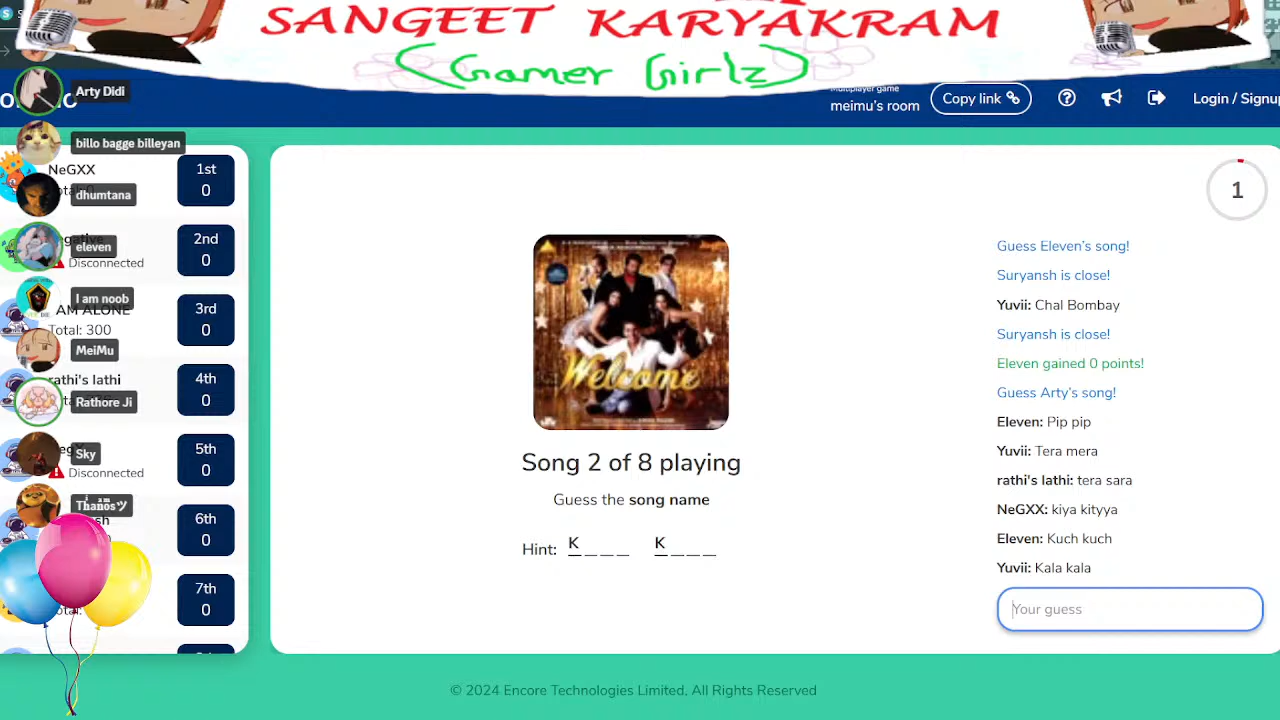 SANGEET KARYAKRAM
(Gamer Girlz)
Multiplayer game
meimu's room
Copy link
Login / Signup
Arty Didi
billo bagge billeyan
NeGXX
1st
0
dhumtana
eleven
Disconnected
2nd
0
I am noob
AM ALONE
Total: 300
3rd
0
MeiMu
rathi's lathi
4th
0
Rathore Ji
Sky
Disconnected
5th
0
i am
Thanosツ
6th
0
7th
0
Welcome
Song 2 of 8 playing
Guess the song name
Hint: K _ _ _ K _ _ _
1
Guess Eleven's song!
Suryansh is close!
Yuvii: Chal Bombay
Suryansh is close!
Eleven gained 0 points!
Guess Arty's song!
Eleven: Pip pip
Yuvii: Tera mera
rathi's lathi: tera sara
NeGXX: kiya kityya
Eleven: Kuch kuch
Yuvii: Kala kala
Your guess
© 2024 Encore Technologies Limited, All Rights Reserved